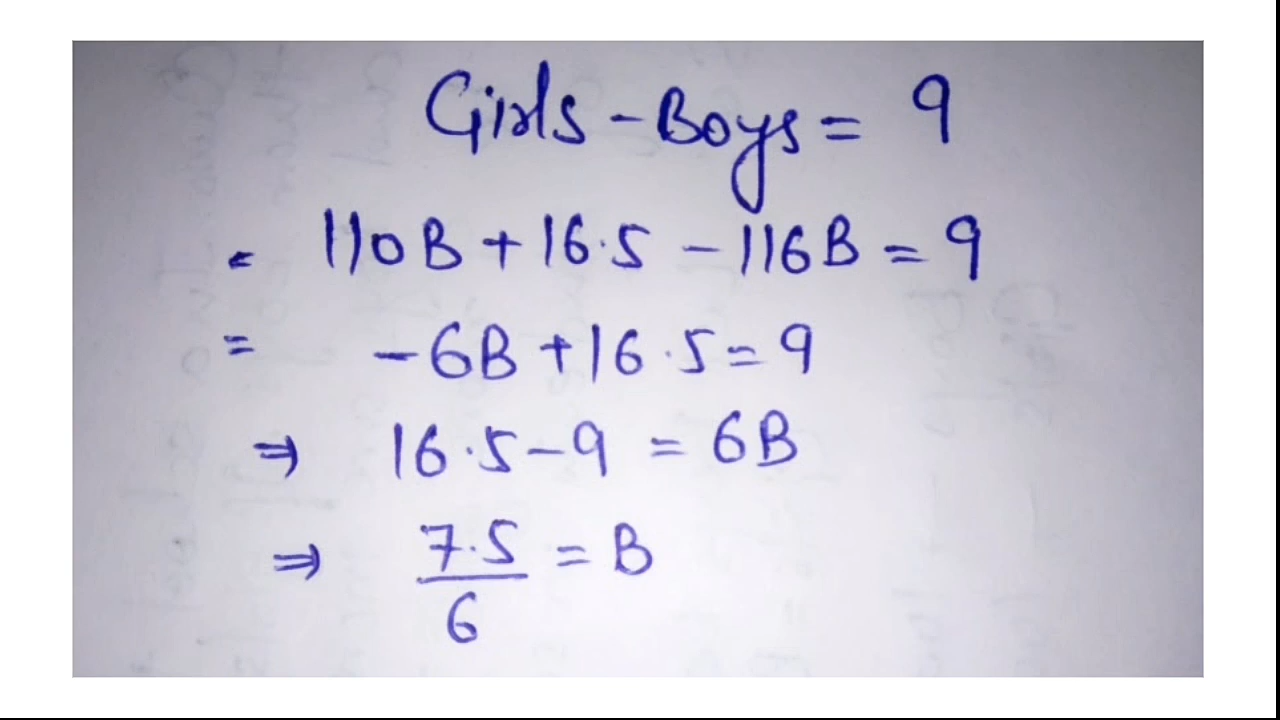 Girls - Boys = 9
= 110B + 16.5 - 116B = 9
= -6B + 16.5 = 9
⇒ 16.5 - 9 = 6B
⇒ 7.5/6 = B